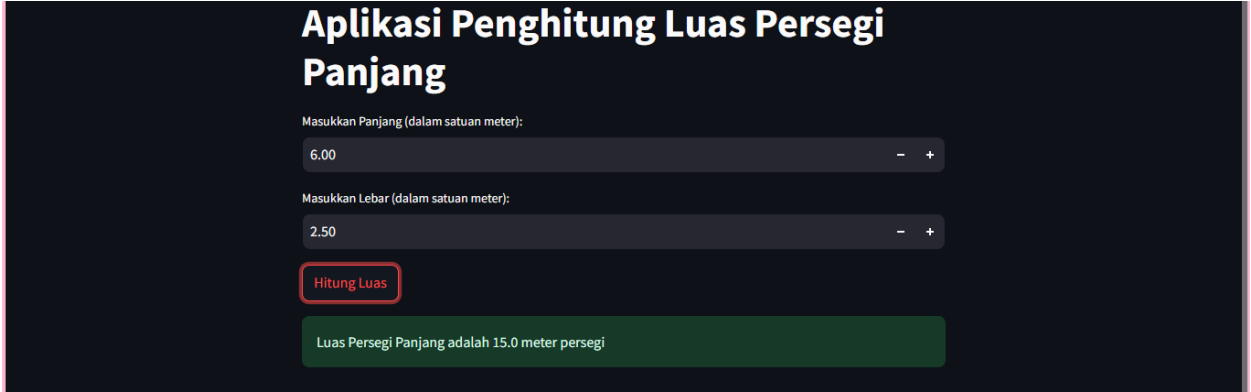 Aplikasi Penghitung Luas Persegi
Panjang
Masukkan Panjang (dalam satuan meter):
6.00 − +
Masukkan Lebar (dalam satuan meter):
2.50 − +
Hitung Luas
Luas Persegi Panjang adalah 15.0 meter persegi